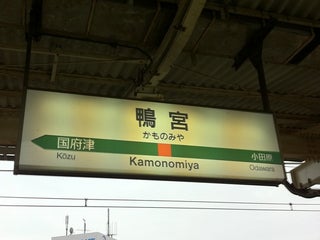 鴨宮
かものみや
国府津
Kōzu
Kamonomiya
小田原
Odawara